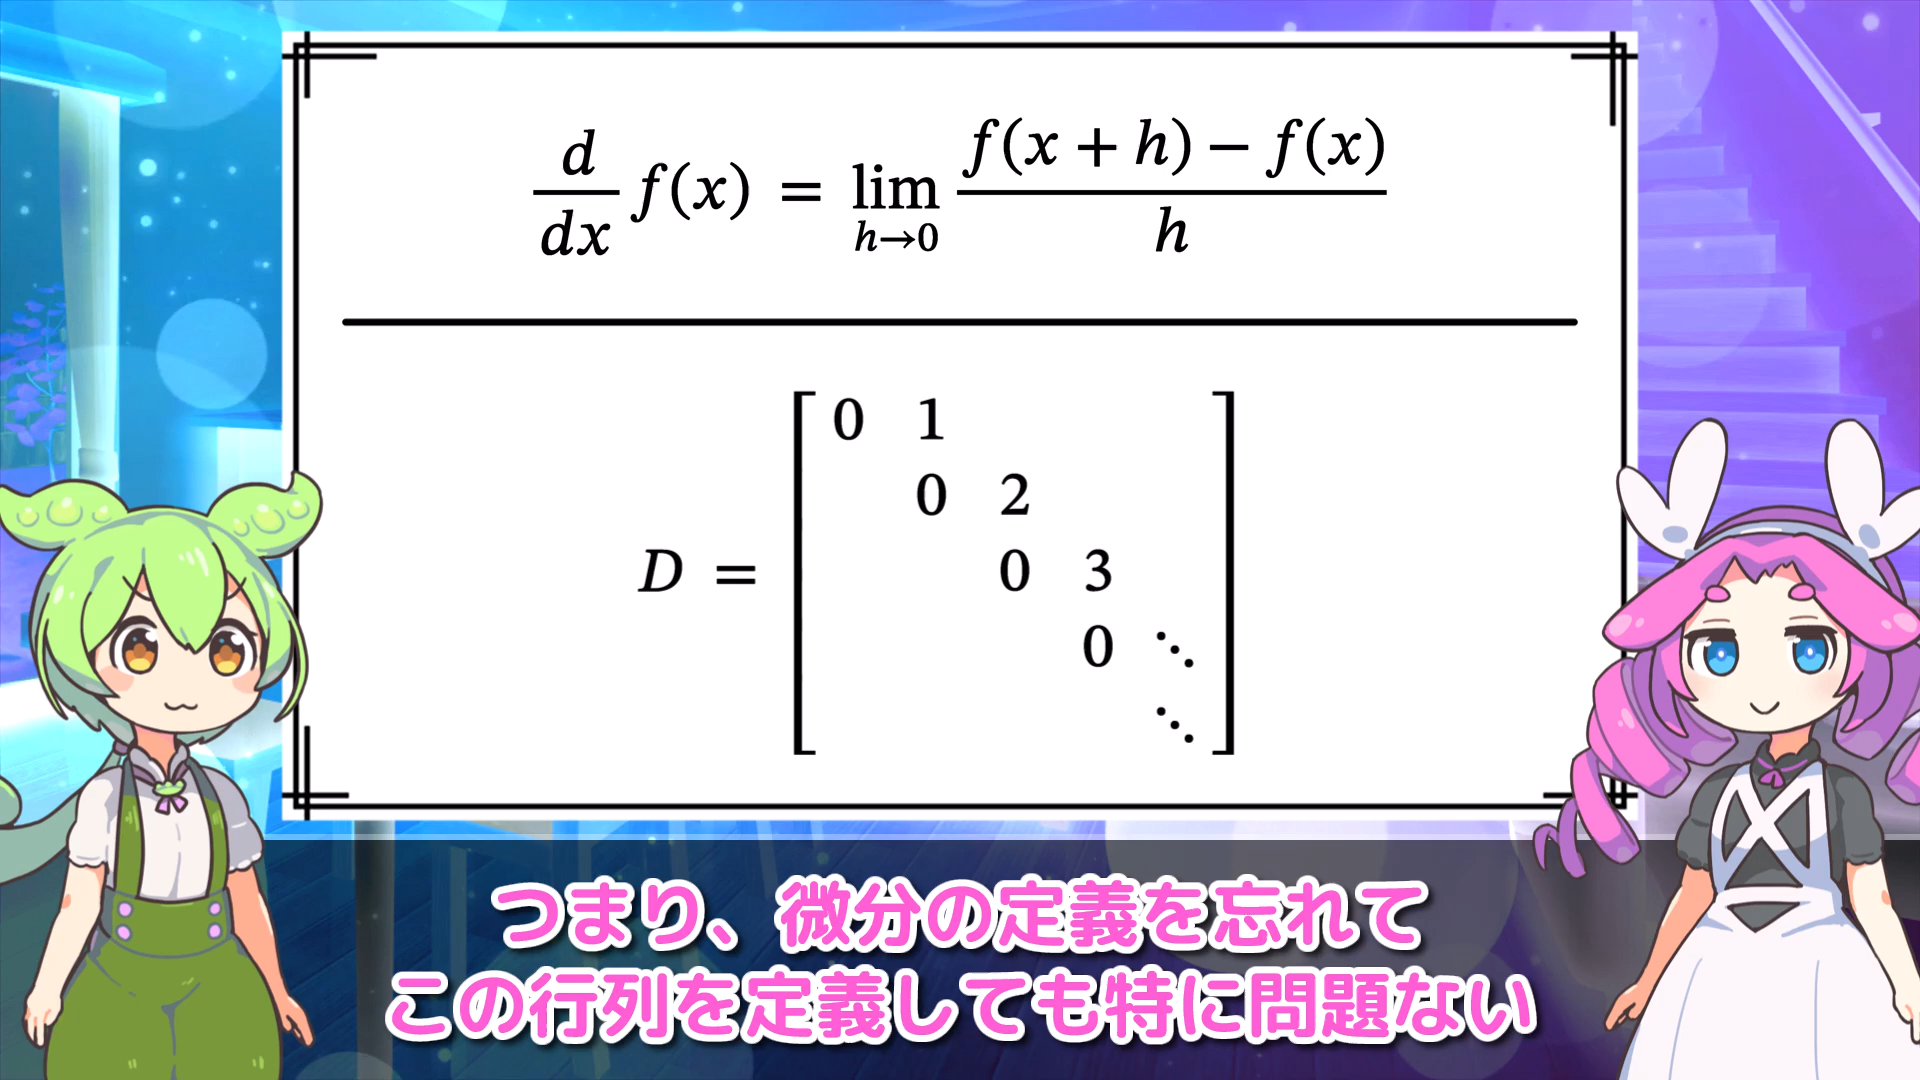 d/dx f(x) = lim_{h→0} (f(x + h) − f(x))/h
D = [
0 1
0 2
0 3
0 ⋱
⋱
]
つまり、微分の定義を忘れて
この行列を定義しても特に問題ない